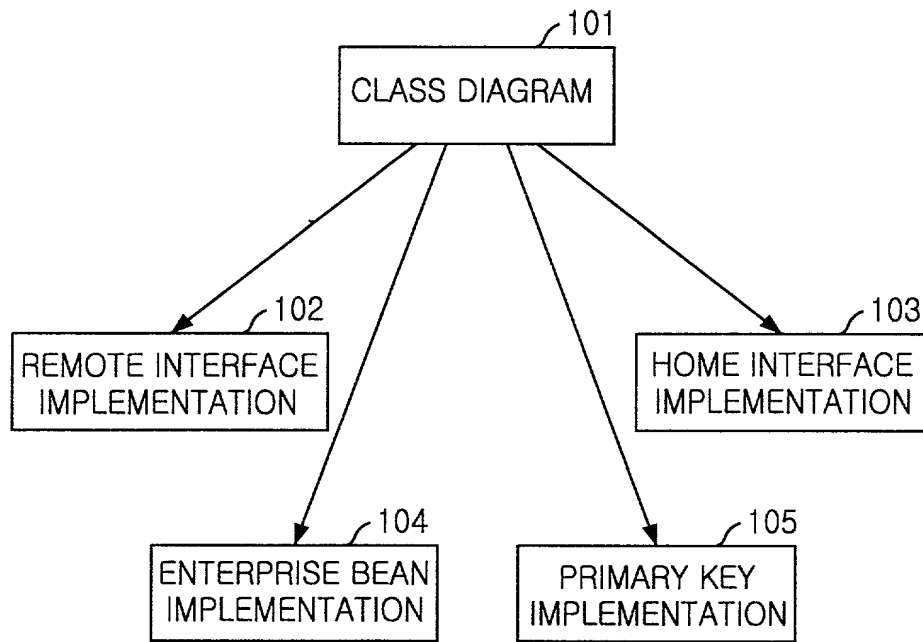 101
CLASS DIAGRAM
102
REMOTE INTERFACE
IMPLEMENTATION
103
HOME INTERFACE
IMPLEMENTATION
104
ENTERPRISE BEAN
IMPLEMENTATION
105
PRIMARY KEY
IMPLEMENTATION